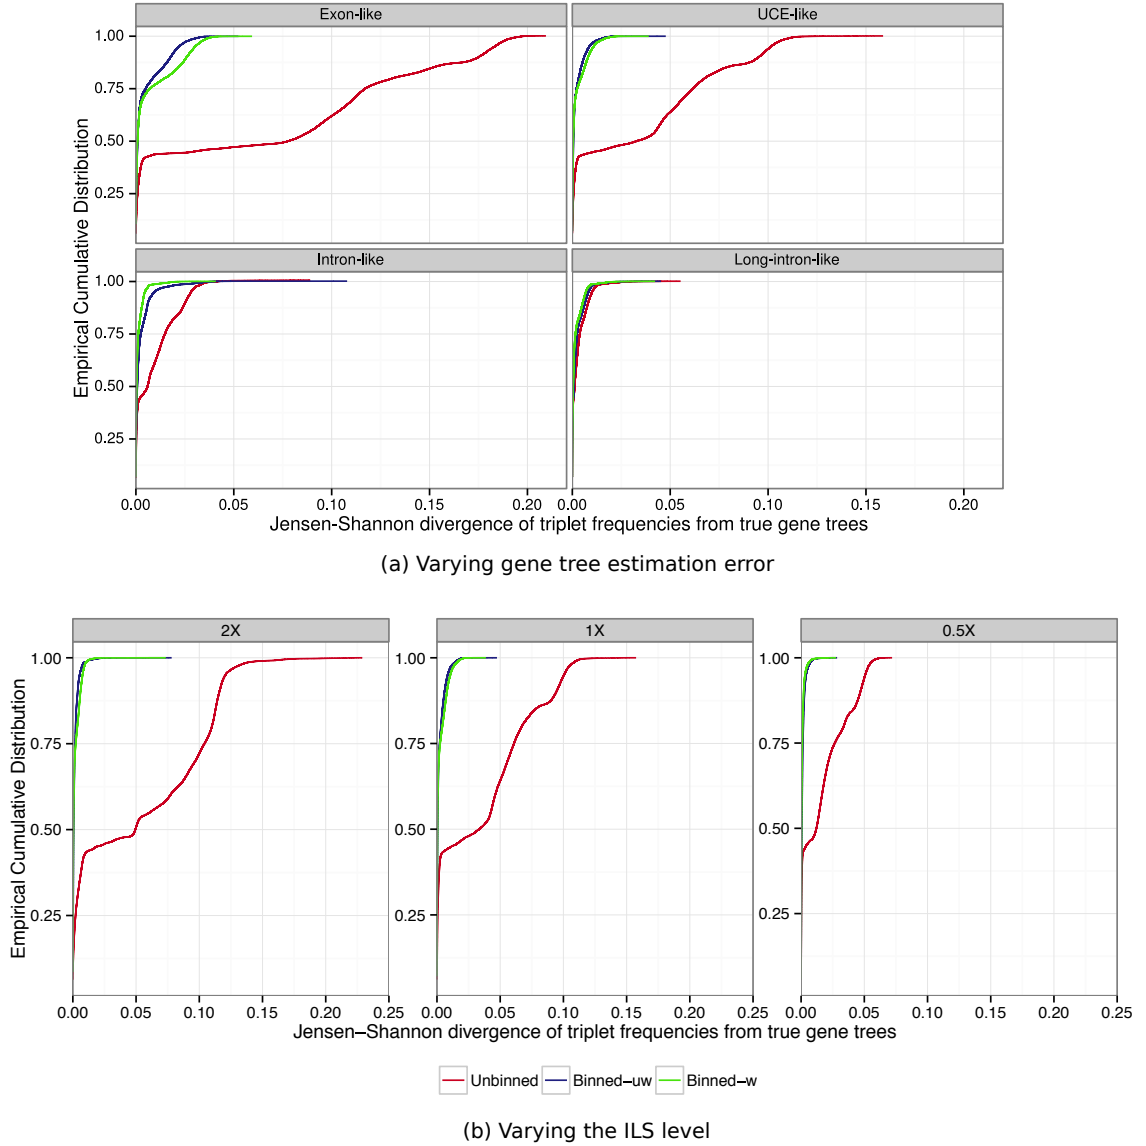 Exon-like UCE-like
1.00
0.75
0.50
0.25
Intron-like Long-intron-like
1.00
0.75
0.50
0.25
Empirical Cumulative Distribution
0.00 0.05 0.10 0.15 0.20 0.00 0.05 0.10 0.15 0.20
Jensen-Shannon divergence of triplet frequencies from true gene trees
(a) Varying gene tree estimation error
2X 1X 0.5X
1.00 1.00 1.00
0.75 0.75 0.75
0.50 0.50 0.50
0.25 0.25 0.25
Empirical Cumulative Distribution
0.00 0.05 0.10 0.15 0.20 0.25 0.00 0.05 0.10 0.15 0.20 0.25 0.00 0.05 0.10 0.15 0.20 0.25
Jensen–Shannon divergence of triplet frequencies from true gene trees
Unbinned Binned–uw Binned–w
(b) Varying the ILS level